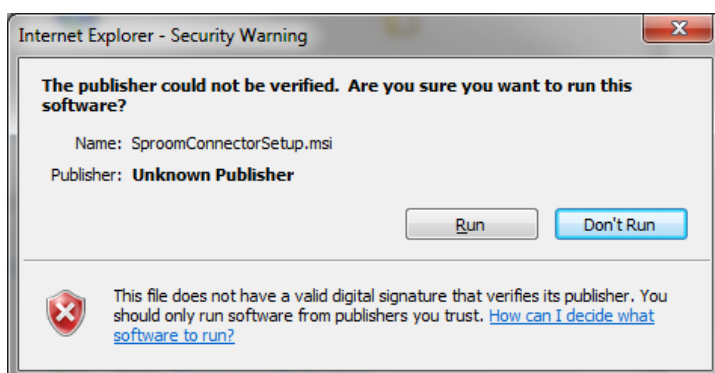 Internet Explorer - Security Warning
The publisher could not be verified. Are you sure you want to run this
software?
Name: SproomConnectorSetup.msi
Publisher: Unknown Publisher
Run Don't Run
This file does not have a valid digital signature that verifies its publisher. You
should only run software from publishers you trust. How can I decide what
software to run?